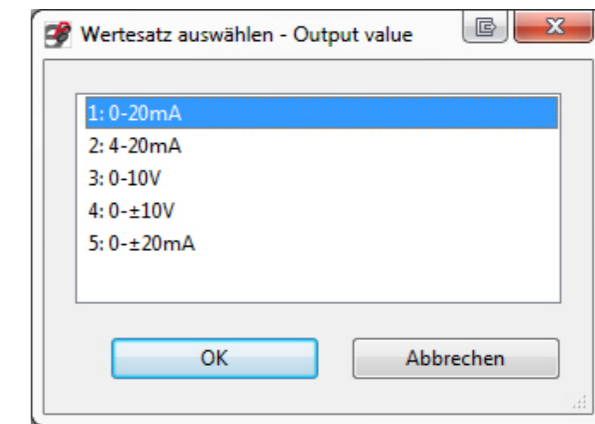 Wertesatz auswählen - Output value
1: 0-20mA
2: 4-20mA
3: 0-10V
4: 0-±10V
5: 0-±20mA
OK
Abbrechen